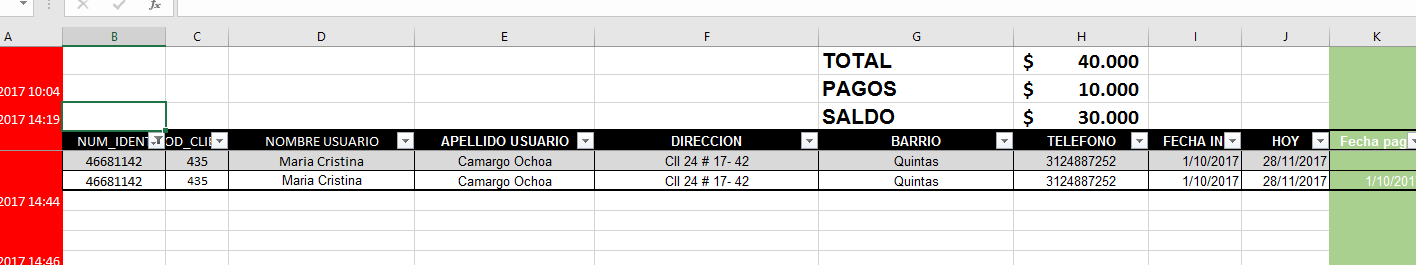 fx
A B C D E F G H I J K
TOTAL $ 40.000
2017 10:04 PAGOS $ 10.000
2017 14:19 SALDO $ 30.000
NUM_IDENT OD_CLIE NOMBRE USUARIO APELLIDO USUARIO DIRECCION BARRIO TELEFONO FECHA IN HOY Fecha pag
46681142 435 Maria Cristina Camargo Ochoa Cll 24 # 17- 42 Quintas 3124887252 1/10/2017 28/11/2017
46681142 435 Maria Cristina Camargo Ochoa Cll 24 # 17- 42 Quintas 3124887252 1/10/2017 28/11/2017 1/10/201
2017 14:44
2017 14:46